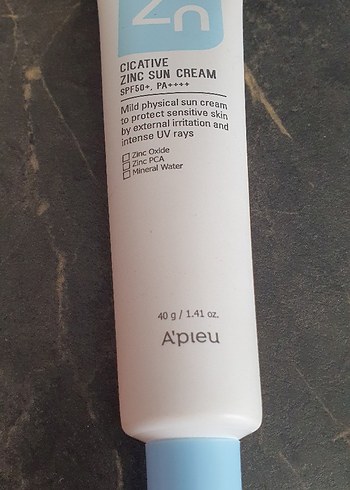 Zn
CICATIVE
ZINC SUN CREAM
SPF50+, PA++++
Mild physical sun cream
to protect sensitive skin
by external irritation and
intense UV rays
Zinc Oxide
Zinc PCA
Mineral Water
40 g / 1.41 oz.
A'pieu